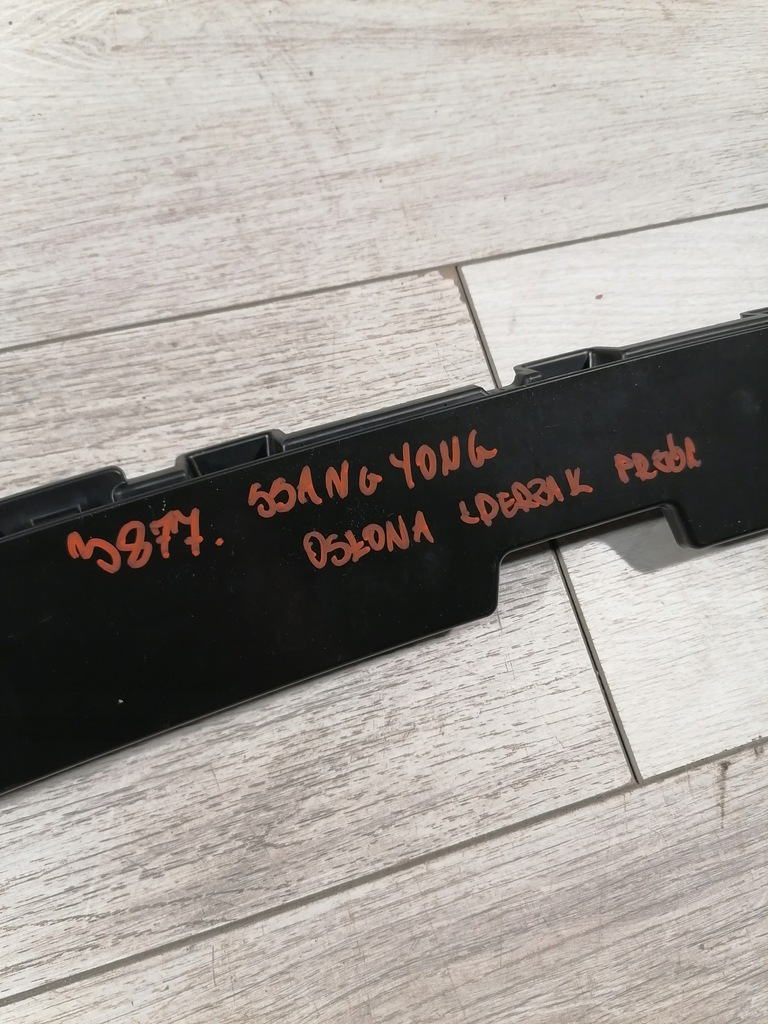 3877. SSANG YONG
OSŁONA ZDERZAK PRZÓD